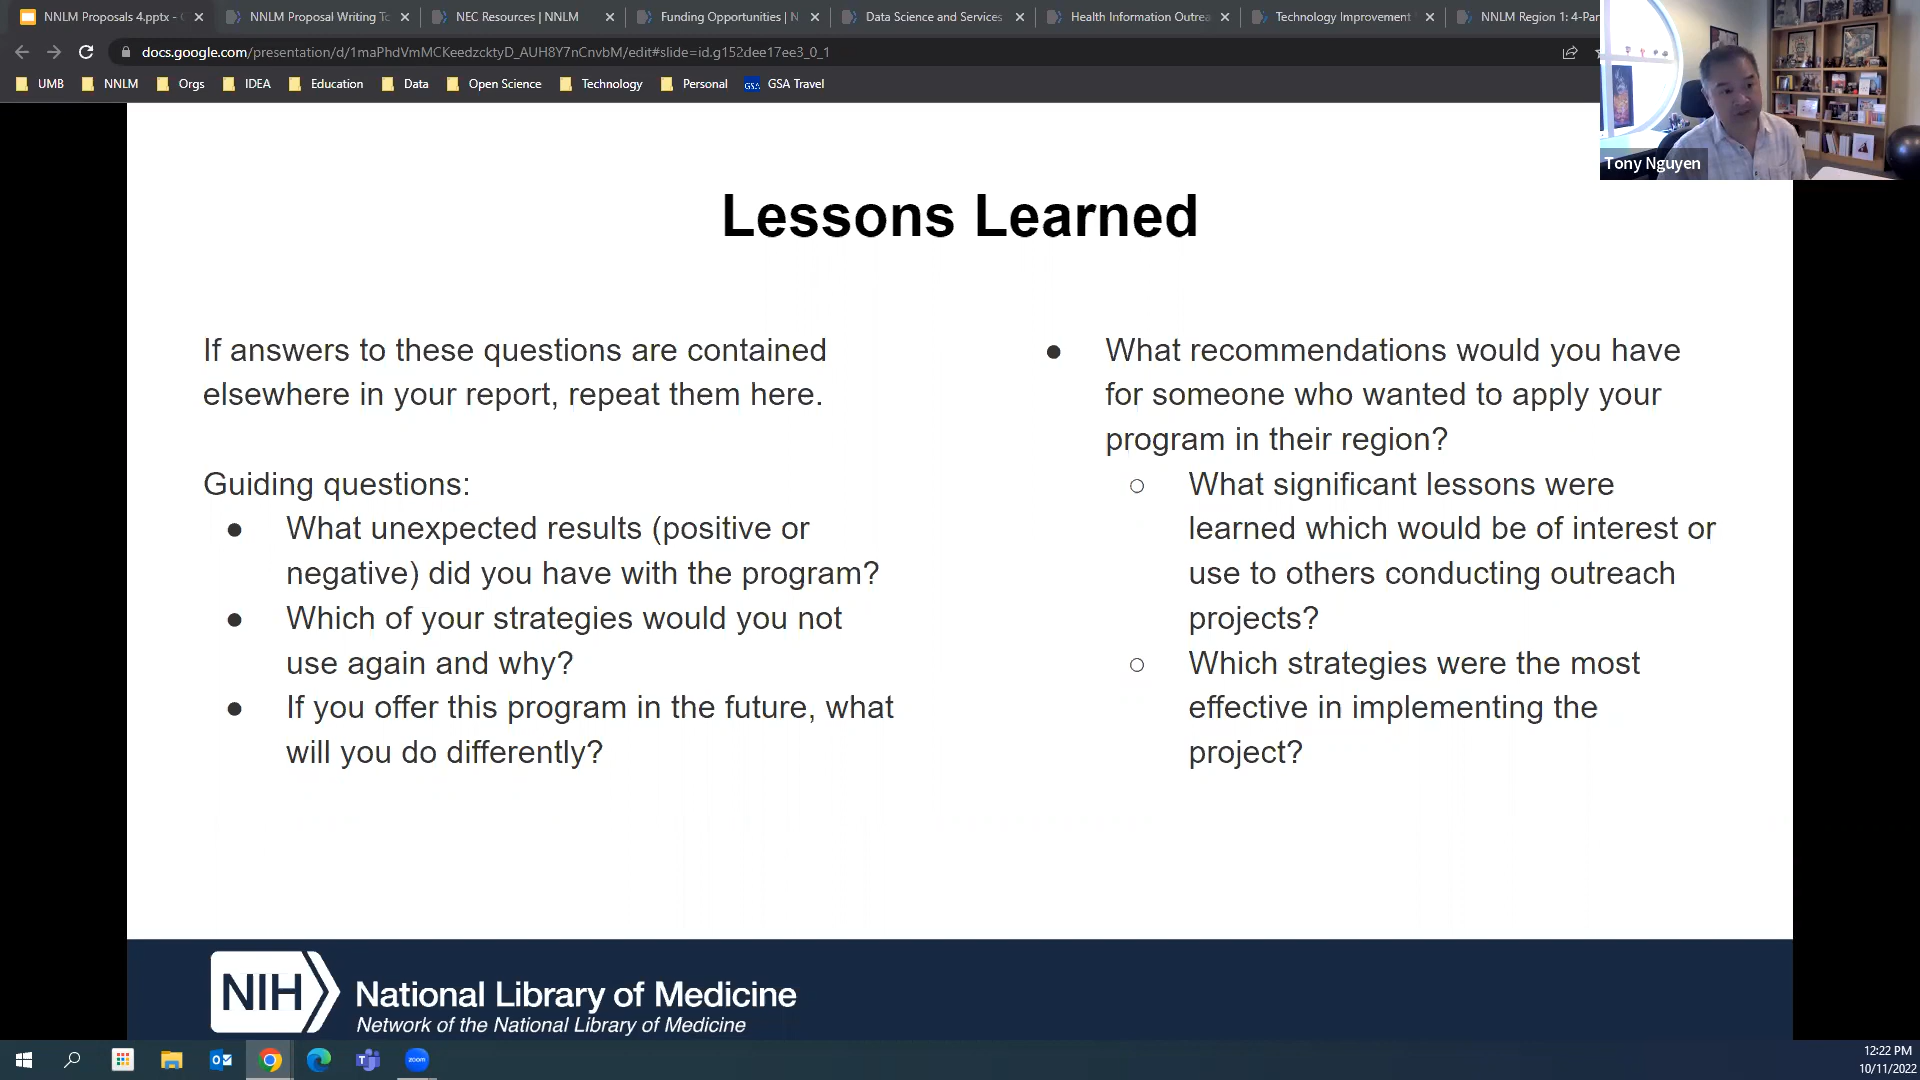 NNLM Proposals 4.pptx -
NNLM Proposal Writing To
NEC Resources | NNLM
Funding Opportunities | N
Data Science and Services
Health Information Outrea
Technology Improvement
NNLM Region 1: 4-Par
docs.google.com/presentation/d/1maPhdVmMCKeedzcktyD_AUH8Y7nCnvbM/edit#slide=id.g152dee17ee3_0_1
UMB
NNLM
Orgs
IDEA
Education
Data
Open Science
Technology
Personal
GSA
GSA Travel
Tony Nguyen
Lessons Learned
If answers to these questions are contained
elsewhere in your report, repeat them here.
Guiding questions:
● What unexpected results (positive or
negative) did you have with the program?
● Which of your strategies would you not
use again and why?
● If you offer this program in the future, what
will you do differently?
● What recommendations would you have
for someone who wanted to apply your
program in their region?
○ What significant lessons were
learned which would be of interest or
use to others conducting outreach
projects?
○ Which strategies were the most
effective in implementing the
project?
NIH
National Library of Medicine
Network of the National Library of Medicine
zoom
12:22 PM
10/11/2022